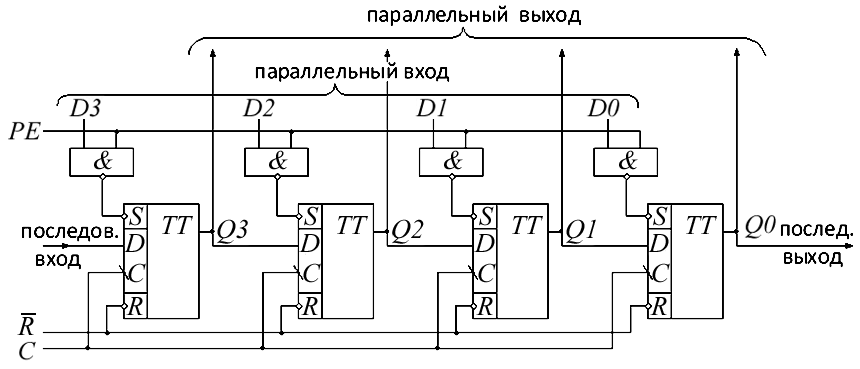 параллельный выход
параллельный вход
D3 D2 D1 D0
PE
& & & &
S TT S TT S TT S TT
последов. D Q3 D Q2 D Q1 D Q0 послед.
вход выход
C C C C
R R R R
R̅
C